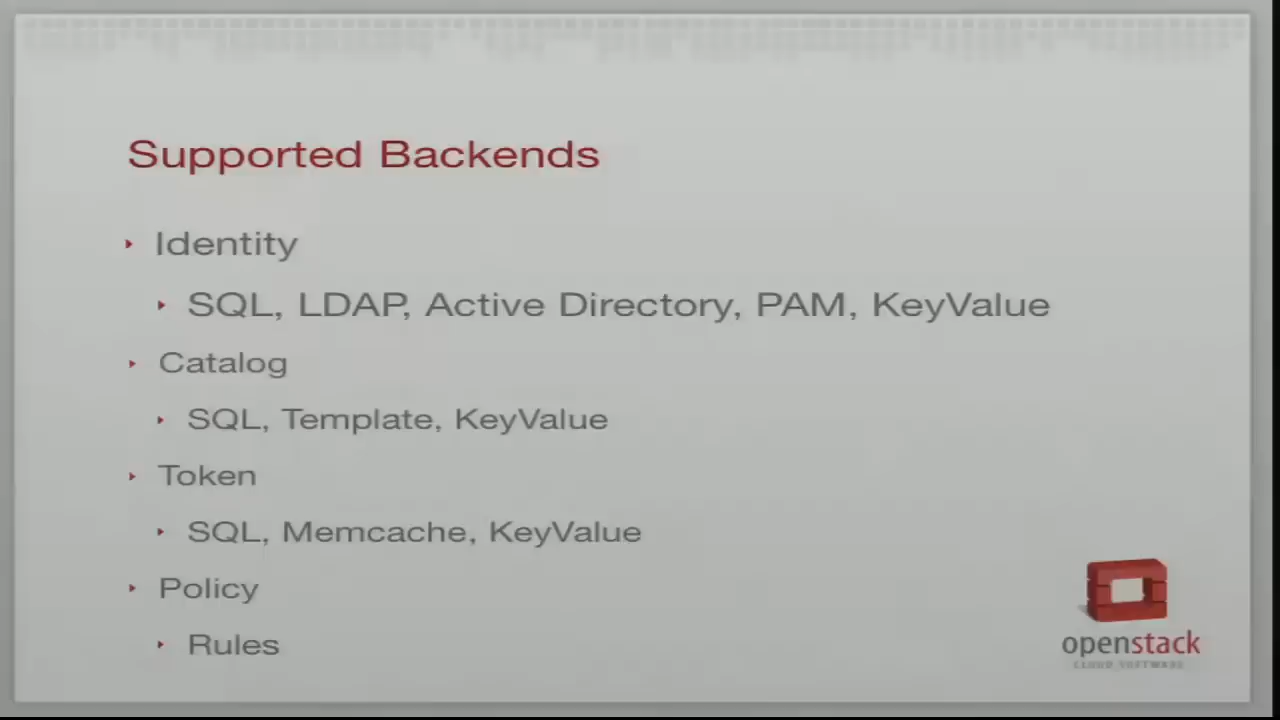 Supported Backends
Identity
SQL, LDAP, Active Directory, PAM, KeyValue
Catalog
SQL, Template, KeyValue
Token
SQL, Memcache, KeyValue
Policy
Rules
openstack
CLOUD SOFTWARE